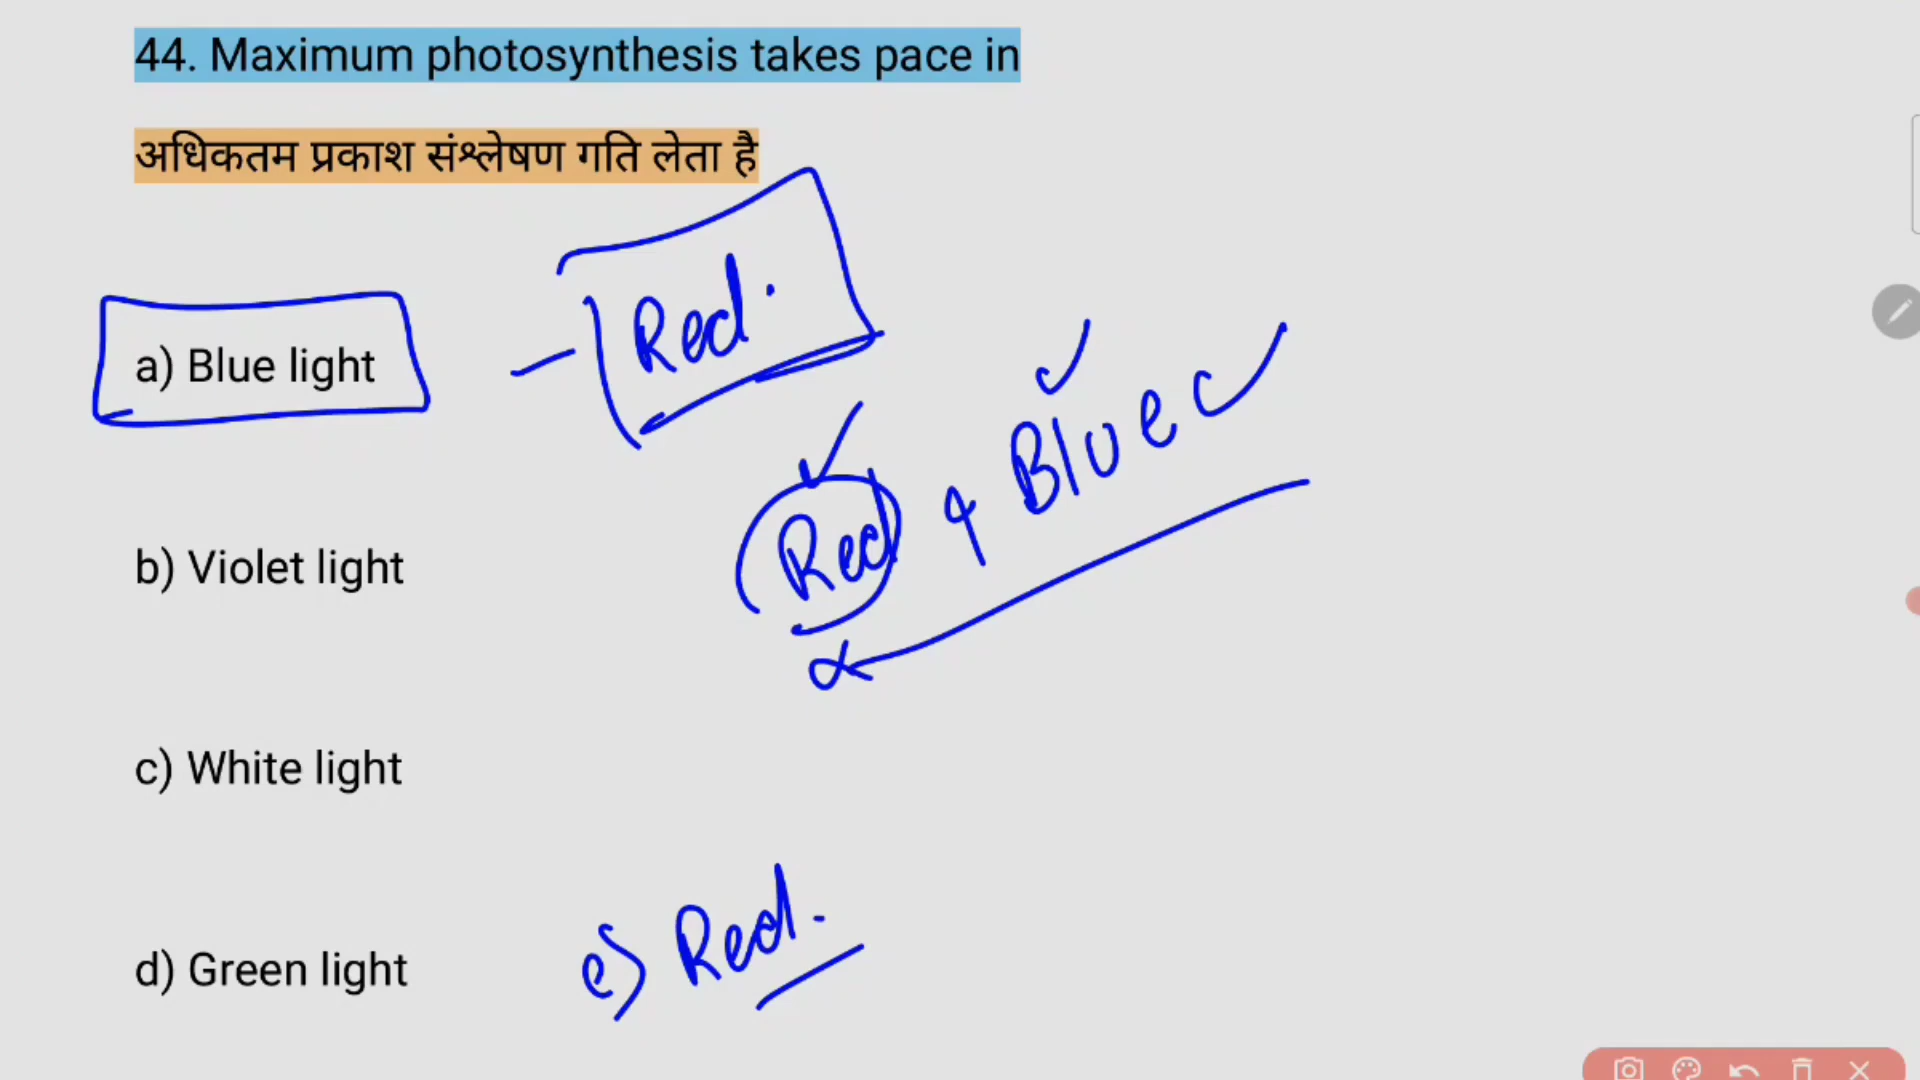 44. Maximum photosynthesis takes pace in
अधिकतम प्रकाश संश्लेषण गति लेता है
Red.
a) Blue light
Red & Blue
b) Violet light
c) White light
e) Red.
d) Green light